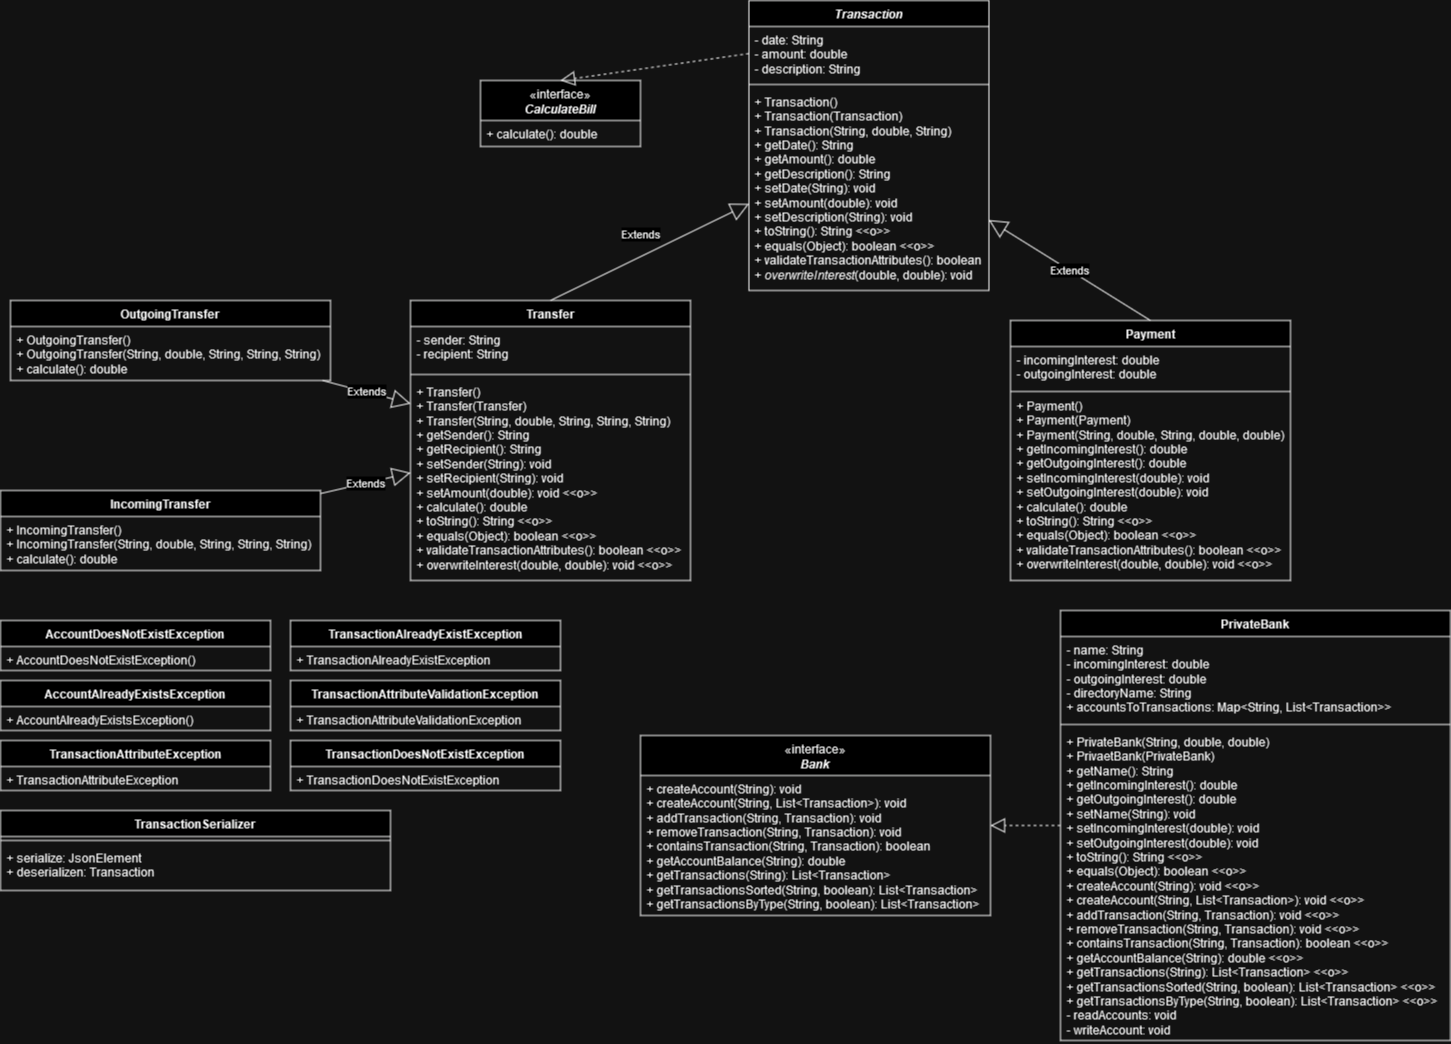 Transaction
- date: String
- amount: double
- description: String
+ Transaction()
+ Transaction(Transaction)
+ Transaction(String, double, String)
+ getDate(): String
+ getAmount(): double
+ getDescription(): String
+ setDate(String): void
+ setAmount(double): void
+ setDescription(String): void
+ toString(): String <<o>>
+ equals(Object): boolean <<o>>
+ validateTransactionAttributes(): boolean
+ overwriteInterest(double, double): void
«interface»
CalculateBill
+ calculate(): double
Extends
Extends
OutgoingTransfer
+ OutgoingTransfer()
+ OutgoingTransfer(String, double, String, String, String)
+ calculate(): double
Extends
IncomingTransfer
+ IncomingTransfer()
+ IncomingTransfer(String, double, String, String, String)
+ calculate(): double
Extends
Transfer
- sender: String
- recipient: String
+ Transfer()
+ Transfer(Transfer)
+ Transfer(String, double, String, String, String)
+ getSender(): String
+ getRecipient(): String
+ setSender(String): void
+ setRecipient(String): void
+ setAmount(double): void <<o>>
+ calculate(): double
+ toString(): String <<o>>
+ equals(Object): boolean <<o>>
+ validateTransactionAttributes(): boolean <<o>>
+ overwriteInterest(double, double): void <<o>>
Payment
- incomingInterest: double
- outgoingInterest: double
+ Payment()
+ Payment(Payment)
+ Payment(String, double, String, double, double)
+ getIncomingInterest(): double
+ getOutgoingInterest(): double
+ setIncomingInterest(double): void
+ setOutgoingInterest(double): void
+ calculate(): double
+ toString(): String <<o>>
+ equals(Object): boolean <<o>>
+ validateTransactionAttributes(): boolean <<o>>
+ overwriteInterest(double, double): void <<o>>
AccountDoesNotExistException
+ AccountDoesNotExistException()
TransactionAlreadyExistException
+ TransactionAlreadyExistException
AccountAlreadyExistsException
+ AccountAlreadyExistsException()
TransactionAttributeValidationException
+ TransactionAttributeValidationException
TransactionAttributeException
+ TransactionAttributeException
TransactionDoesNotExistException
+ TransactionDoesNotExistException
TransactionSerializer
+ serialize: JsonElement
+ deserializen: Transaction
«interface»
Bank
+ createAccount(String): void
+ createAccount(String, List<Transaction>): void
+ addTransaction(String, Transaction): void
+ removeTransaction(String, Transaction): void
+ containsTransaction(String, Transaction): boolean
+ getAccountBalance(String): double
+ getTransactions(String): List<Transaction>
+ getTransactionsSorted(String, boolean): List<Transaction>
+ getTransactionsByType(String, boolean): List<Transaction>
PrivateBank
- name: String
- incomingInterest: double
- outgoingInterest: double
- directoryName: String
+ accountsToTransactions: Map<String, List<Transaction>>
+ PrivateBank(String, double, double)
+ PrivaetBank(PrivateBank)
+ getName(): String
+ getIncomingInterest(): double
+ getOutgoingInterest(): double
+ setName(String): void
+ setIncomingInterest(double): void
+ setOutgoingInterest(double): void
+ toString(): String <<o>>
+ equals(Object): boolean <<o>>
+ createAccount(String): void <<o>>
+ createAccount(String, List<Transaction>): void <<o>>
+ addTransaction(String, Transaction): void <<o>>
+ removeTransaction(String, Transaction): void <<o>>
+ containsTransaction(String, Transaction): boolean <<o>>
+ getAccountBalance(String): double <<o>>
+ getTransactions(String): List<Transaction> <<o>>
+ getTransactionsSorted(String, boolean): List<Transaction> <<o>>
+ getTransactionsByType(String, boolean): List<Transaction> <<o>>
- readAccounts: void
- writeAccount: void